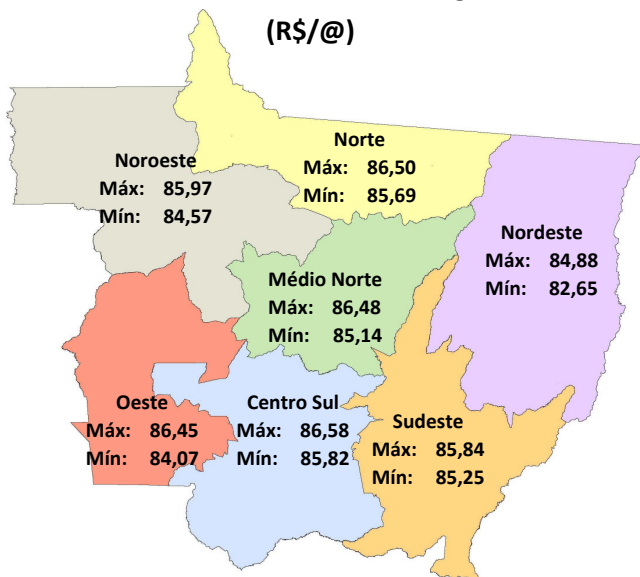 (R$/@)
Norte
Máx: 86,50
Mín: 85,69
Noroeste
Máx: 85,97
Mín: 84,57
Nordeste
Máx: 84,88
Mín: 82,65
Médio Norte
Máx: 86,48
Mín: 85,14
Oeste
Máx: 86,45
Mín: 84,07
Centro Sul
Máx: 86,58
Mín: 85,82
Sudeste
Máx: 85,84
Mín: 85,25